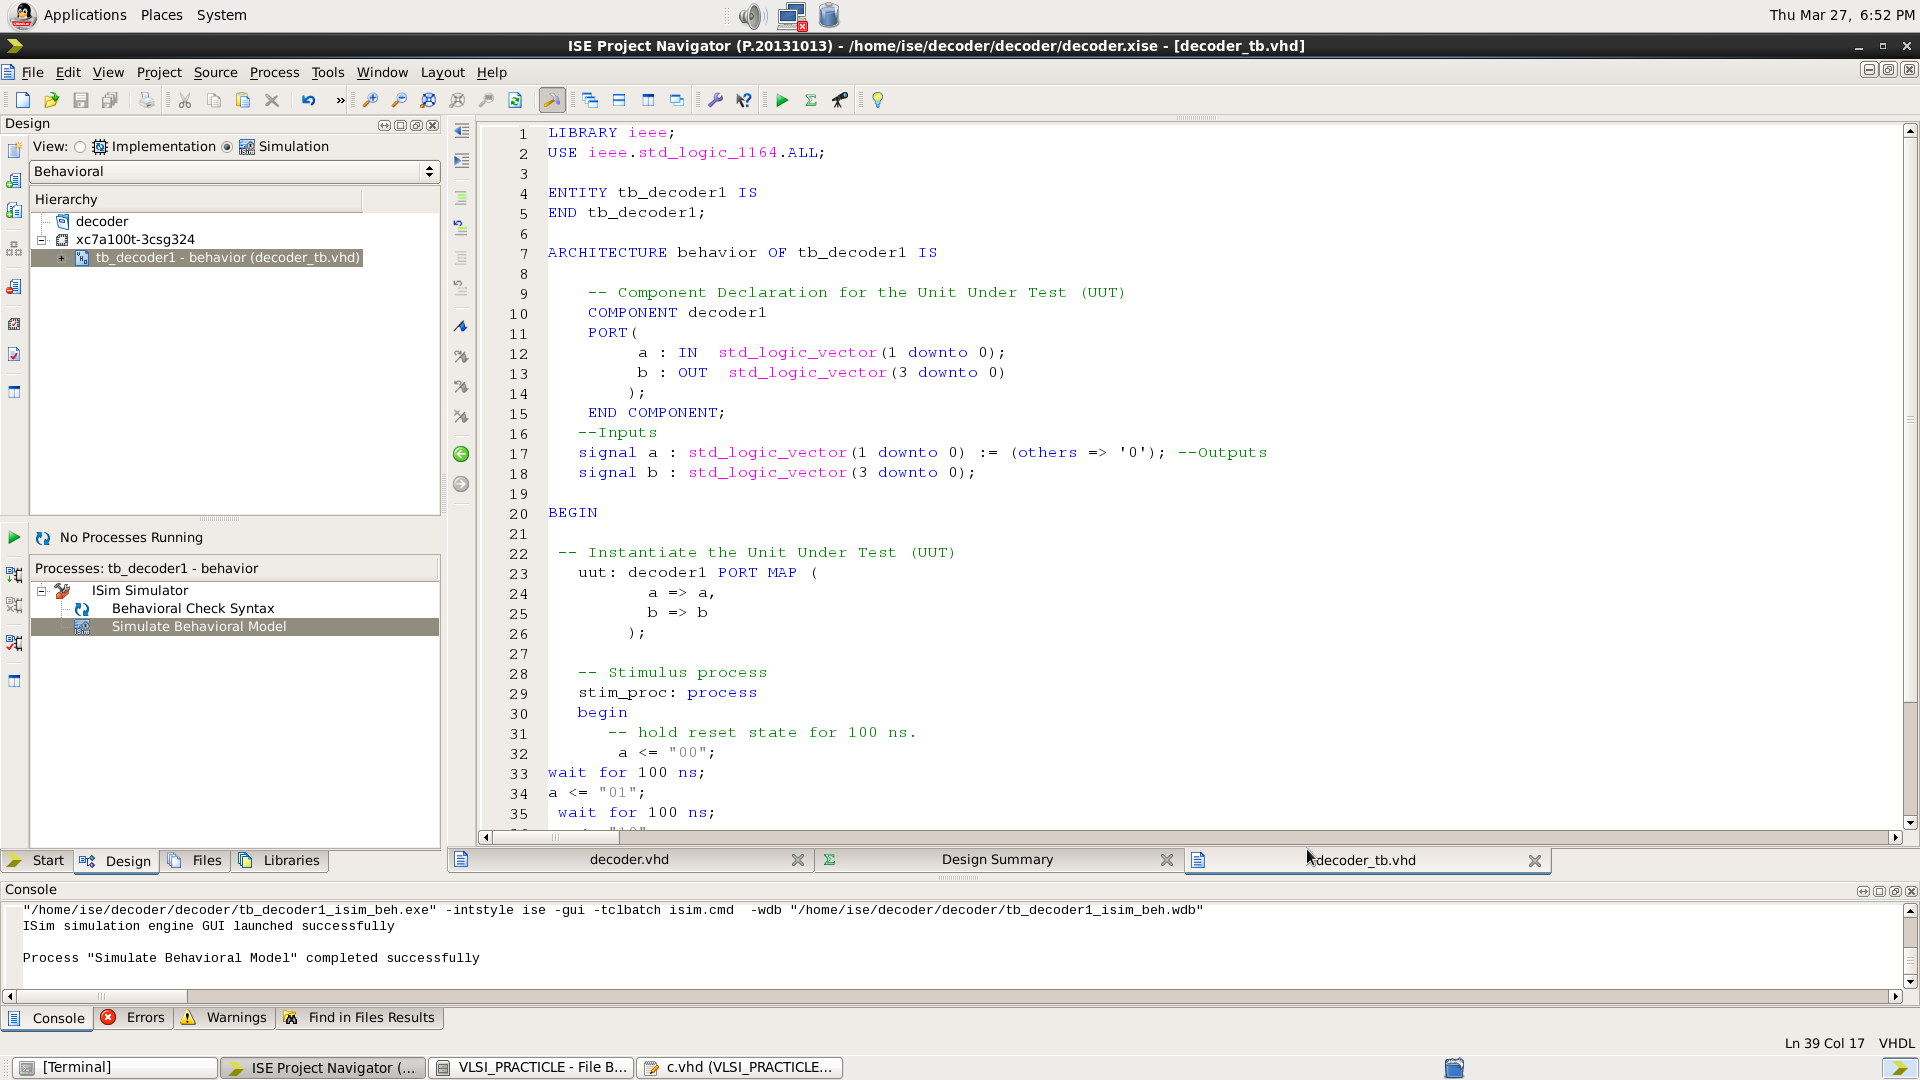 Applications Places System
Thu Mar 27, 6:52 PM
ISE Project Navigator (P.20131013) - /home/ise/decoder/decoder/decoder.xise - [decoder_tb.vhd]
File Edit View Project Source Process Tools Window Layout Help
»
Design
View: Implementation Simulation
Behavioral
Hierarchy
decoder
xc7a100t-3csg324
tb_decoder1 - behavior (decoder_tb.vhd)
No Processes Running
Processes: tb_decoder1 - behavior
ISim Simulator
Behavioral Check Syntax
Simulate Behavioral Model
Start Design Files Libraries
1 LIBRARY ieee;
2 USE ieee.std_logic_1164.ALL;
3
4 ENTITY tb_decoder1 IS
5 END tb_decoder1;
6
7 ARCHITECTURE behavior OF tb_decoder1 IS
8
9 -- Component Declaration for the Unit Under Test (UUT)
10 COMPONENT decoder1
11 PORT(
12 a : IN std_logic_vector(1 downto 0);
13 b : OUT std_logic_vector(3 downto 0)
14 );
15 END COMPONENT;
16 --Inputs
17 signal a : std_logic_vector(1 downto 0) := (others => '0'); --Outputs
18 signal b : std_logic_vector(3 downto 0);
19
20 BEGIN
21
22 -- Instantiate the Unit Under Test (UUT)
23 uut: decoder1 PORT MAP (
24 a => a,
25 b => b
26 );
27
28 -- Stimulus process
29 stim_proc: process
30 begin
31 -- hold reset state for 100 ns.
32 a <= "00";
33 wait for 100 ns;
34 a <= "01";
35 wait for 100 ns;
decoder.vhd Design Summary decoder_tb.vhd
Console
"/home/ise/decoder/decoder/tb_decoder1_isim_beh.exe" -intstyle ise -gui -tclbatch isim.cmd -wdb "/home/ise/decoder/decoder/tb_decoder1_isim_beh.wdb"
ISim simulation engine GUI launched successfully
Process "Simulate Behavioral Model" completed successfully
Console Errors Warnings Find in Files Results
Ln 39 Col 17 VHDL
[Terminal] ISE Project Navigator (... VLSI_PRACTICLE - File B... c.vhd (VLSI_PRACTICLE...